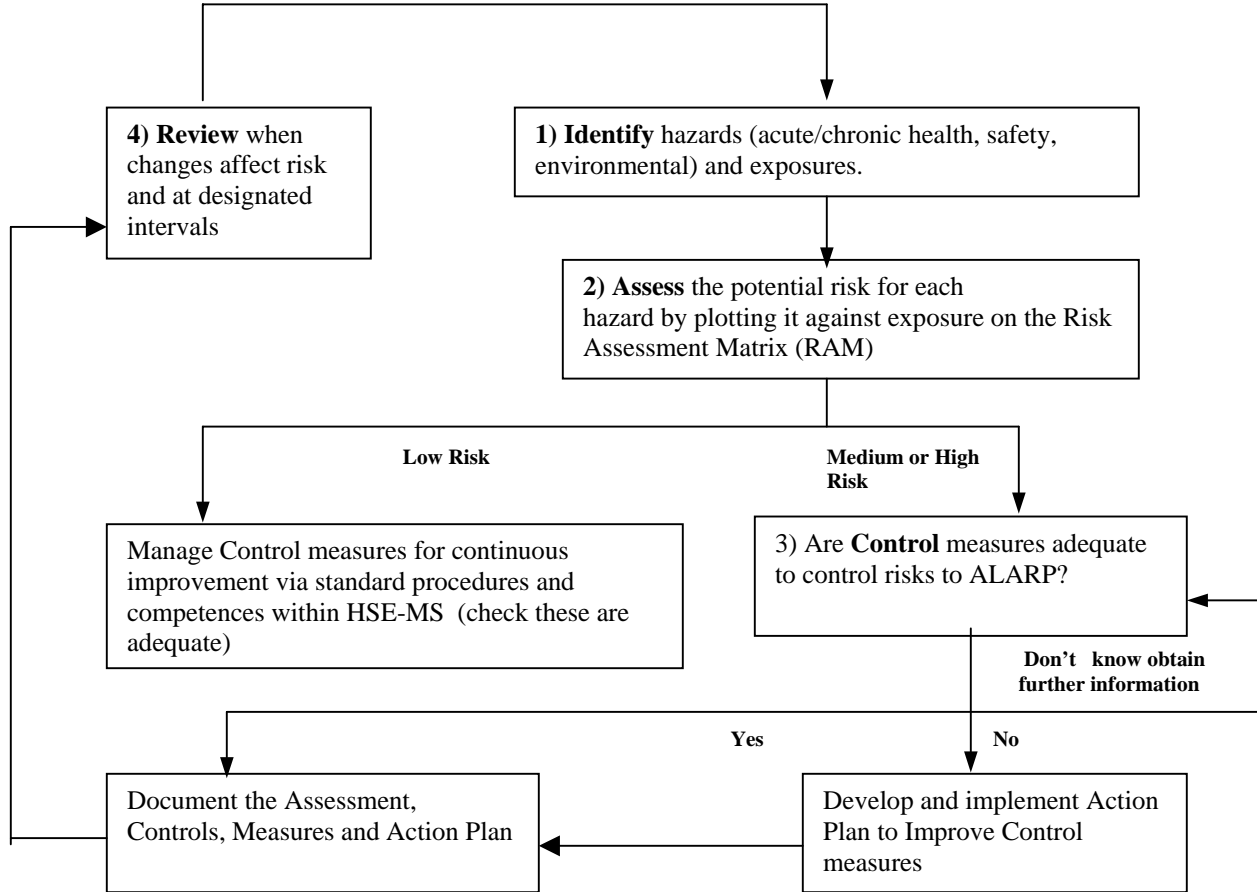 4) Review when
changes affect risk
and at designated
intervals
1) Identify hazards (acute/chronic health, safety,
environmental) and exposures.
2) Assess the potential risk for each
hazard by plotting it against exposure on the Risk
Assessment Matrix (RAM)
Low Risk
Medium or High
Risk
Manage Control measures for continuous
improvement via standard procedures and
competences within HSE-MS (check these are
adequate)
3) Are Control measures adequate
to control risks to ALARP?
Don't know obtain
further information
Yes
No
Document the Assessment,
Controls, Measures and Action Plan
Develop and implement Action
Plan to Improve Control
measures